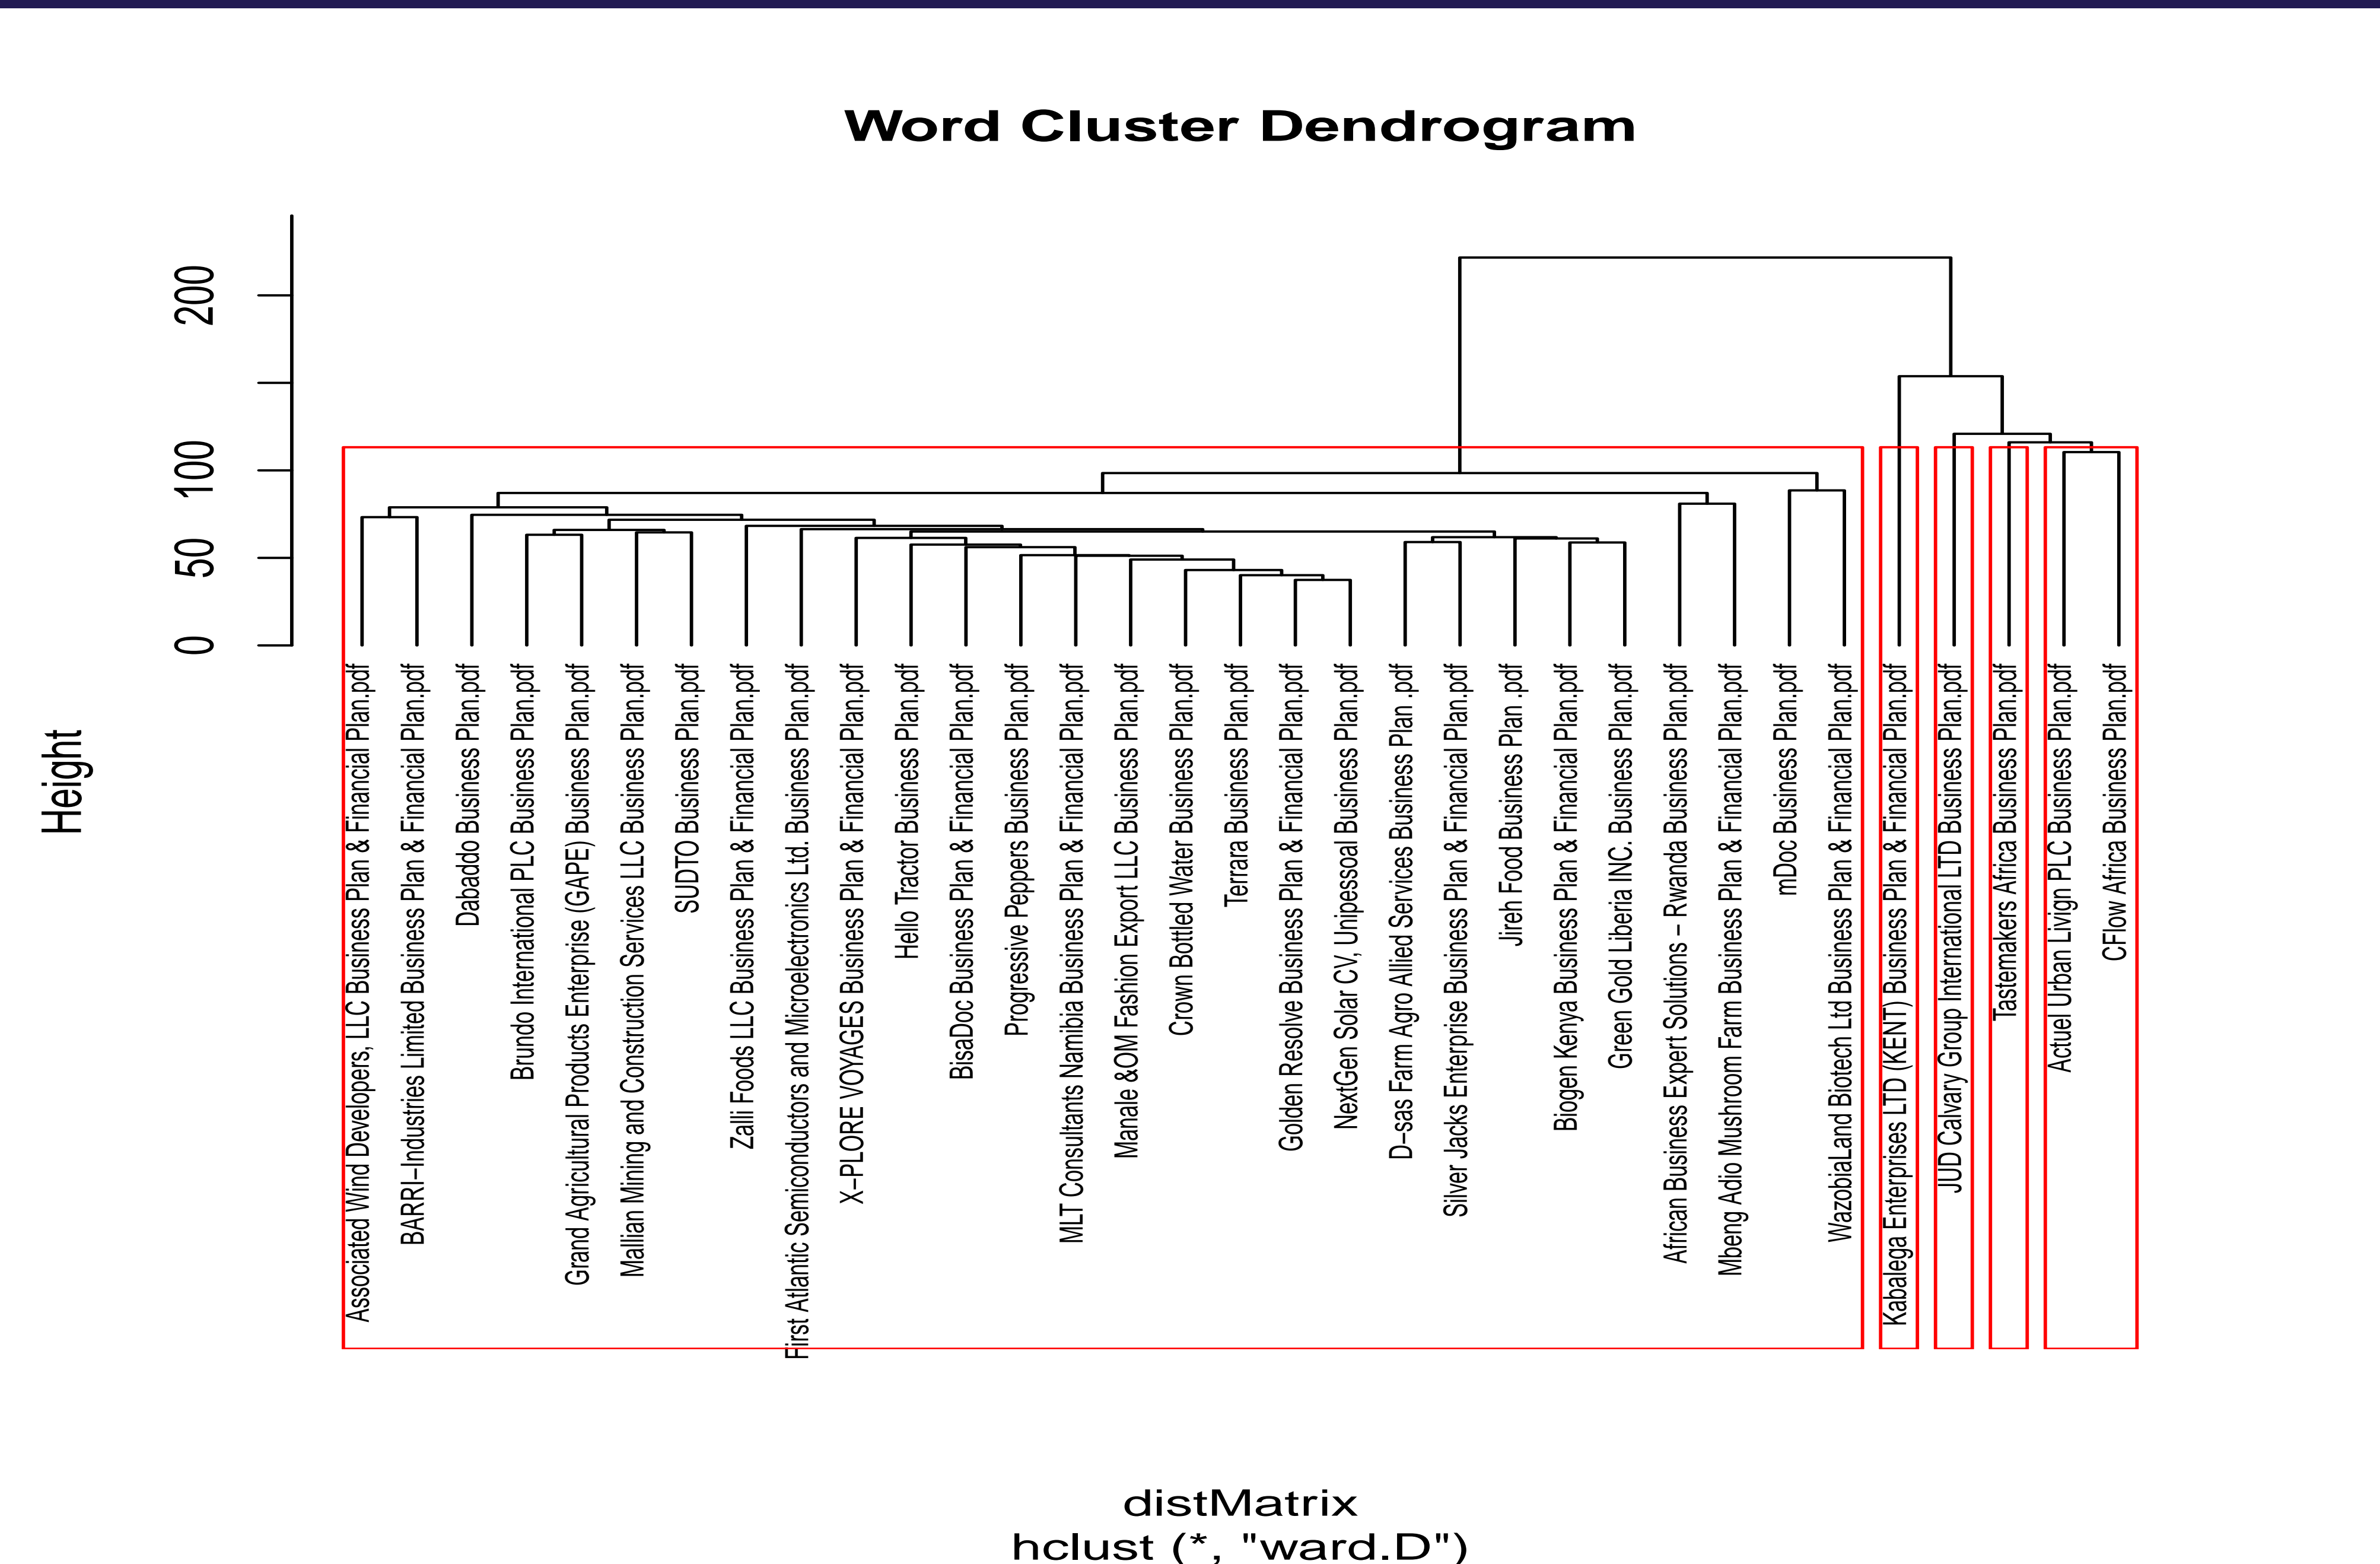 Word Cluster Dendrogram
Height
200
100
50
0
Associated Wind Developers, LLC Business Plan & Financial Plan.pdf
BARRI−Industries Limited Business Plan & Financial Plan.pdf
Dabaddo Business Plan.pdf
Brundo International PLC Business Plan.pdf
Grand Agricultural Products Enterprise (GAPE) Business Plan.pdf
Mallian Mining and Construction Services LLC Business Plan.pdf
SUDTO Business Plan.pdf
Zalli Foods LLC Business Plan & Financial Plan.pdf
First Atlantic Semiconductors and Microelectronics Ltd. Business Plan.pdf
X−PLORE VOYAGES Business Plan & Financial Plan.pdf
Hello Tractor Business Plan.pdf
BisaDoc Business Plan & Financial Plan.pdf
Progressive Peppers Business Plan.pdf
MLT Consultants Namibia Business Plan & Financial Plan.pdf
Manale &OM Fashion Export LLC Business Plan.pdf
Crown Bottled Water Business Plan.pdf
Terrara Business Plan.pdf
Golden Resolve Business Plan & Financial Plan.pdf
NextGen Solar CV, Unipessoal Business Plan.pdf
D−sas Farm Agro Allied Services Business Plan .pdf
Silver Jacks Enterprise Business Plan & Financial Plan.pdf
Jireh Food Business Plan .pdf
Biogen Kenya Business Plan & Financial Plan.pdf
Green Gold Liberia INC. Business Plan.pdf
African Business Expert Solutions − Rwanda Business Plan.pdf
Mbeng Adio Mushroom Farm Business Plan & Financial Plan.pdf
mDoc Business Plan.pdf
WazobiaLand Biotech Ltd Business Plan & Financial Plan.pdf
Kabalega Enterprises LTD (KENT) Business Plan & Financial Plan.pdf
JUD Calvary Group International LTD Business Plan.pdf
Tastemakers Africa Business Plan.pdf
Actuel Urban Livign PLC Business Plan.pdf
CFlow Africa Business Plan.pdf
distMatrix
hclust (*, "ward.D")